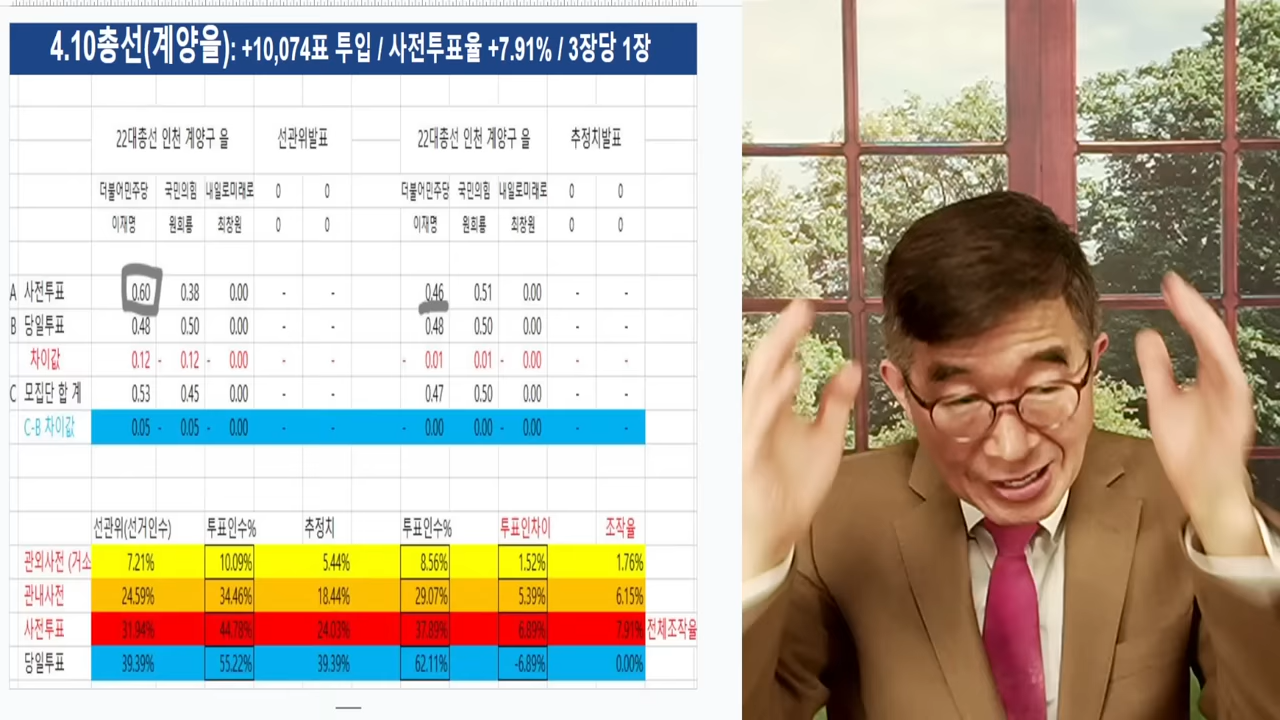 4.10총선(계양을): +10,074표 투입 / 사전투표율 +7.91% / 3장당 1장
22대총선 인천 계양구 을 선관위발표 22대총선 인천 계양구 을 추정치발표
더불어민주당 국민의힘 내일로미래로 0 0 더불어민주당 국민의힘 내일로미래로 0 0
이재명 원희룰 최창원 0 0 이재명 원희룰 최창원 0 0
A 사전투표 0.60 0.38 0.00 - - 0.46 0.51 0.00 - -
B 당일투표 0.48 0.50 0.00 - - 0.48 0.50 0.00 - -
차이값 0.12 - 0.12 - 0.00 - - - 0.01 0.01 - 0.00 - -
C 모집단 합 계 0.53 0.45 0.00 - - 0.47 0.50 0.00 - -
C-B 차이값 0.05 - 0.05 - 0.00 - - - 0.00 0.00 - 0.00 - -
선관위(선거인수) 투표인수% 추정치 투표인수% 투표인차이 조작율
관외사전 (거소 7.21% 10.09% 5.44% 8.56% 1.52% 1.76%
관내사전 24.59% 34.46% 18.44% 29.07% 5.39% 6.15%
사전투표 31.94% 44.78% 24.03% 37.89% 6.89% 7.91% 전체조작율
당일투표 39.39% 55.22% 39.39% 62.11% -6.89% 0.00%